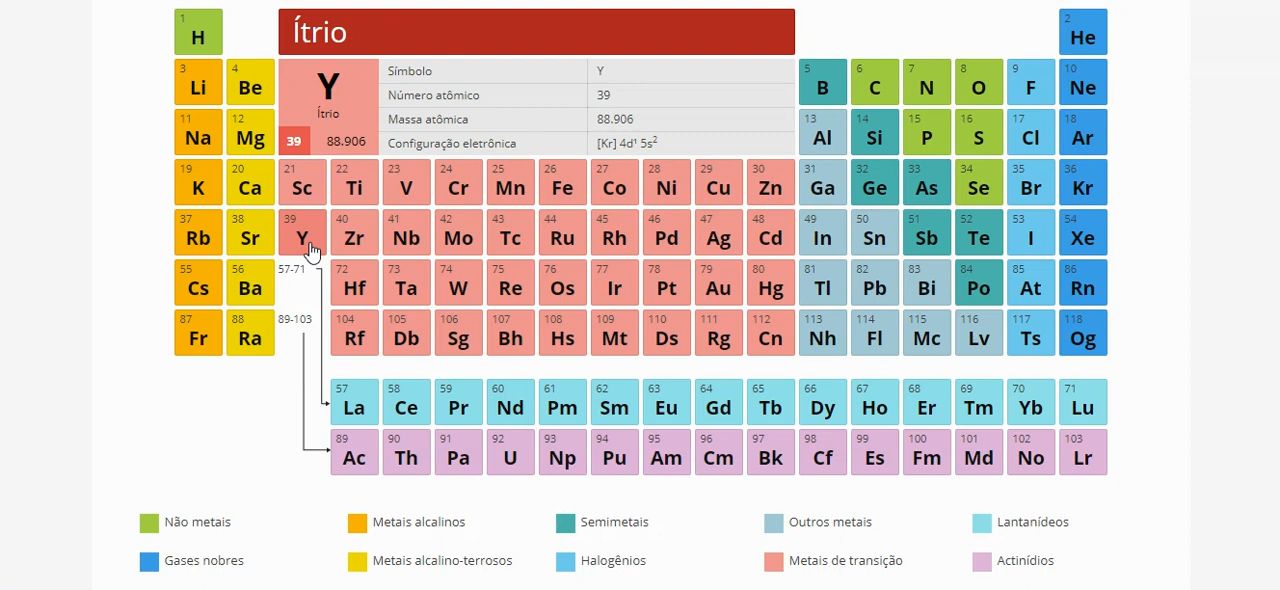 1 2
H Ítrio He
3 4 5 6 7 8 9 10
Li Be Y B C N O F Ne
Símbolo Y
Número atômico 39
Ítrio
Massa atômica 88.906
11 12 13 14 15 16 17 18
Na Mg 39 88.906 Al Si P S Cl Ar
Configuração eletrônica [Kr] 4d¹ 5s²
19 20 21 22 23 24 25 26 27 28 29 30 31 32 33 34 35 36
K Ca Sc Ti V Cr Mn Fe Co Ni Cu Zn Ga Ge As Se Br Kr
37 38 39 40 41 42 43 44 45 46 47 48 49 50 51 52 53 54
Rb Sr Y Zr Nb Mo Tc Ru Rh Pd Ag Cd In Sn Sb Te I Xe
55 56 57-71 72 73 74 75 76 77 78 79 80 81 82 83 84 85 86
Cs Ba Hf Ta W Re Os Ir Pt Au Hg Tl Pb Bi Po At Rn
87 88 89-103 104 105 106 107 108 109 110 111 112 113 114 115 116 117 118
Fr Ra Rf Db Sg Bh Hs Mt Ds Rg Cn Nh Fl Mc Lv Ts Og
57 58 59 60 61 62 63 64 65 66 67 68 69 70 71
La Ce Pr Nd Pm Sm Eu Gd Tb Dy Ho Er Tm Yb Lu
89 90 91 92 93 94 95 96 97 98 99 100 101 102 103
Ac Th Pa U Np Pu Am Cm Bk Cf Es Fm Md No Lr
Não metais Metais alcalinos Semimetais Outros metais Lantanídeos
Gases nobres Metais alcalino-terrosos Halogênios Metais de transição Actinídios